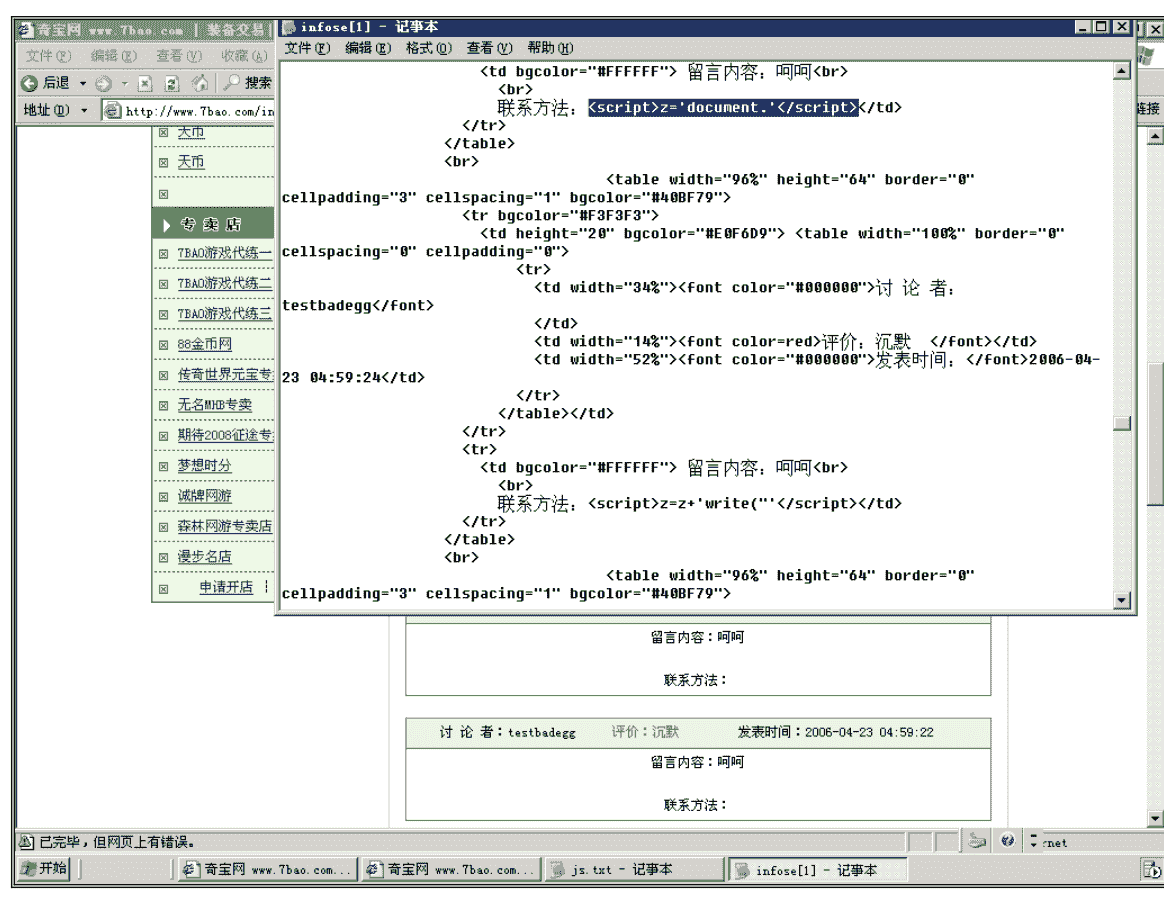 奇宝网 www.7bao.com | 装备交易 |
文件(F) 编辑(E) 查看(V) 收藏(A)
后退 搜索
地址(D) http://www.7bao.com/in
链接
大币
天币
专 卖 店
7BAO游戏代练一
7BAO游戏代练二
7BAO游戏代练三
88金币网
传奇世界元宝专
无名MHB专卖
期待2008征途专
梦想时分
诚牌网游
森林网游专卖店
漫步名店
申请开店
infose[1] - 记事本
文件(F) 编辑(E) 格式(O) 查看(V) 帮助(H)
<td bgcolor="#FFFFFF"> 留言内容：呵呵<br>
<br>
联系方法：<script>z='document.'</script></td>
</tr>
</table>
<br>
<table width="96%" height="64" border="0"
cellpadding="3" cellspacing="1" bgcolor="#40BF79">
<tr bgcolor="#F3F3F3">
<td height="20" bgcolor="#E0F6D9"> <table width="100%" border="0"
cellspacing="0" cellpadding="0">
<tr>
<td width="34%"><font color="#000000">讨 论 者：
testbadegg</font>
</td>
<td width="14%"><font color=red>评价：沉默 </font></td>
<td width="52%"><font color="#000000">发表时间：</font>2006-04-
23 04:59:24</td>
</tr>
</table></td>
</tr>
<tr>
<td bgcolor="#FFFFFF"> 留言内容：呵呵<br>
<br>
联系方法：<script>z=z+'write("'</script></td>
</tr>
</table>
<br>
<table width="96%" height="64" border="0"
cellpadding="3" cellspacing="1" bgcolor="#40BF79">
留言内容：呵呵
联系方法：
讨 论 者：testbadegg 评价：沉默 发表时间：2006-04-23 04:59:22
留言内容：呵呵
联系方法：
已完毕，但网页上有错误。
rnet
开始 奇宝网 www.7bao.com... 奇宝网 www.7bao.com... js.txt - 记事本 infose[1] - 记事本